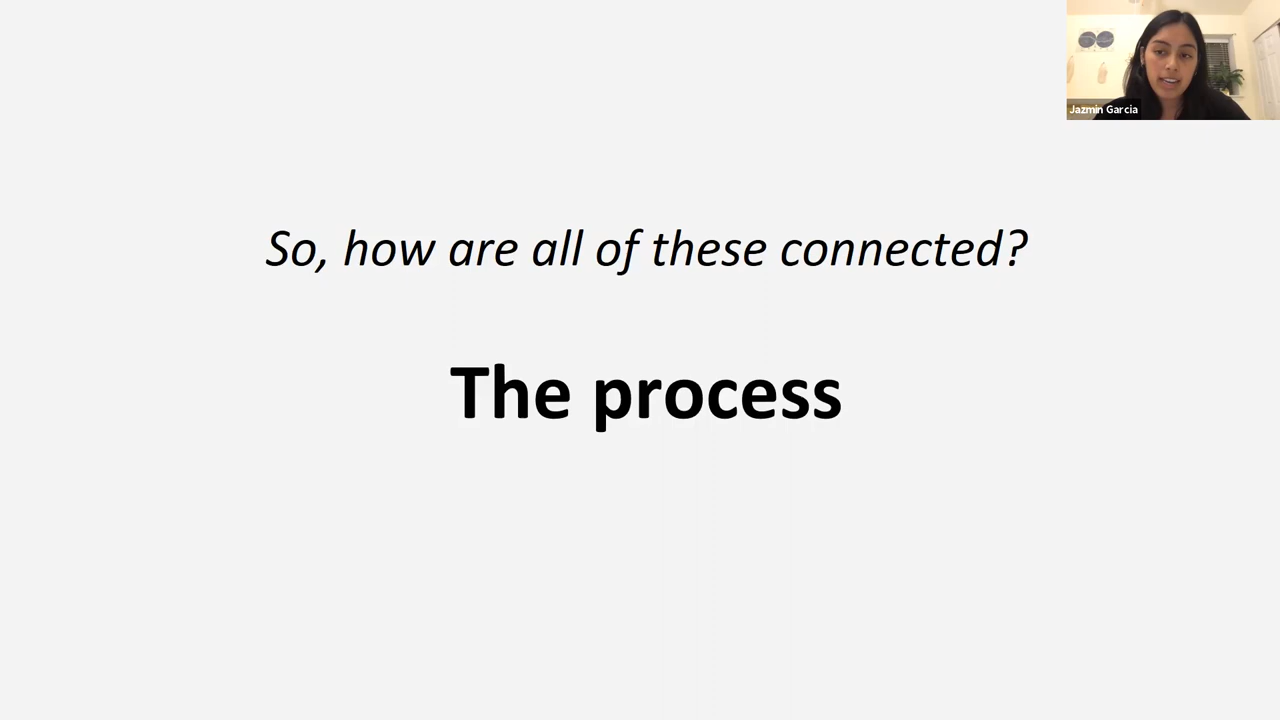 Jazmin Garcia
So, how are all of these connected?
The process